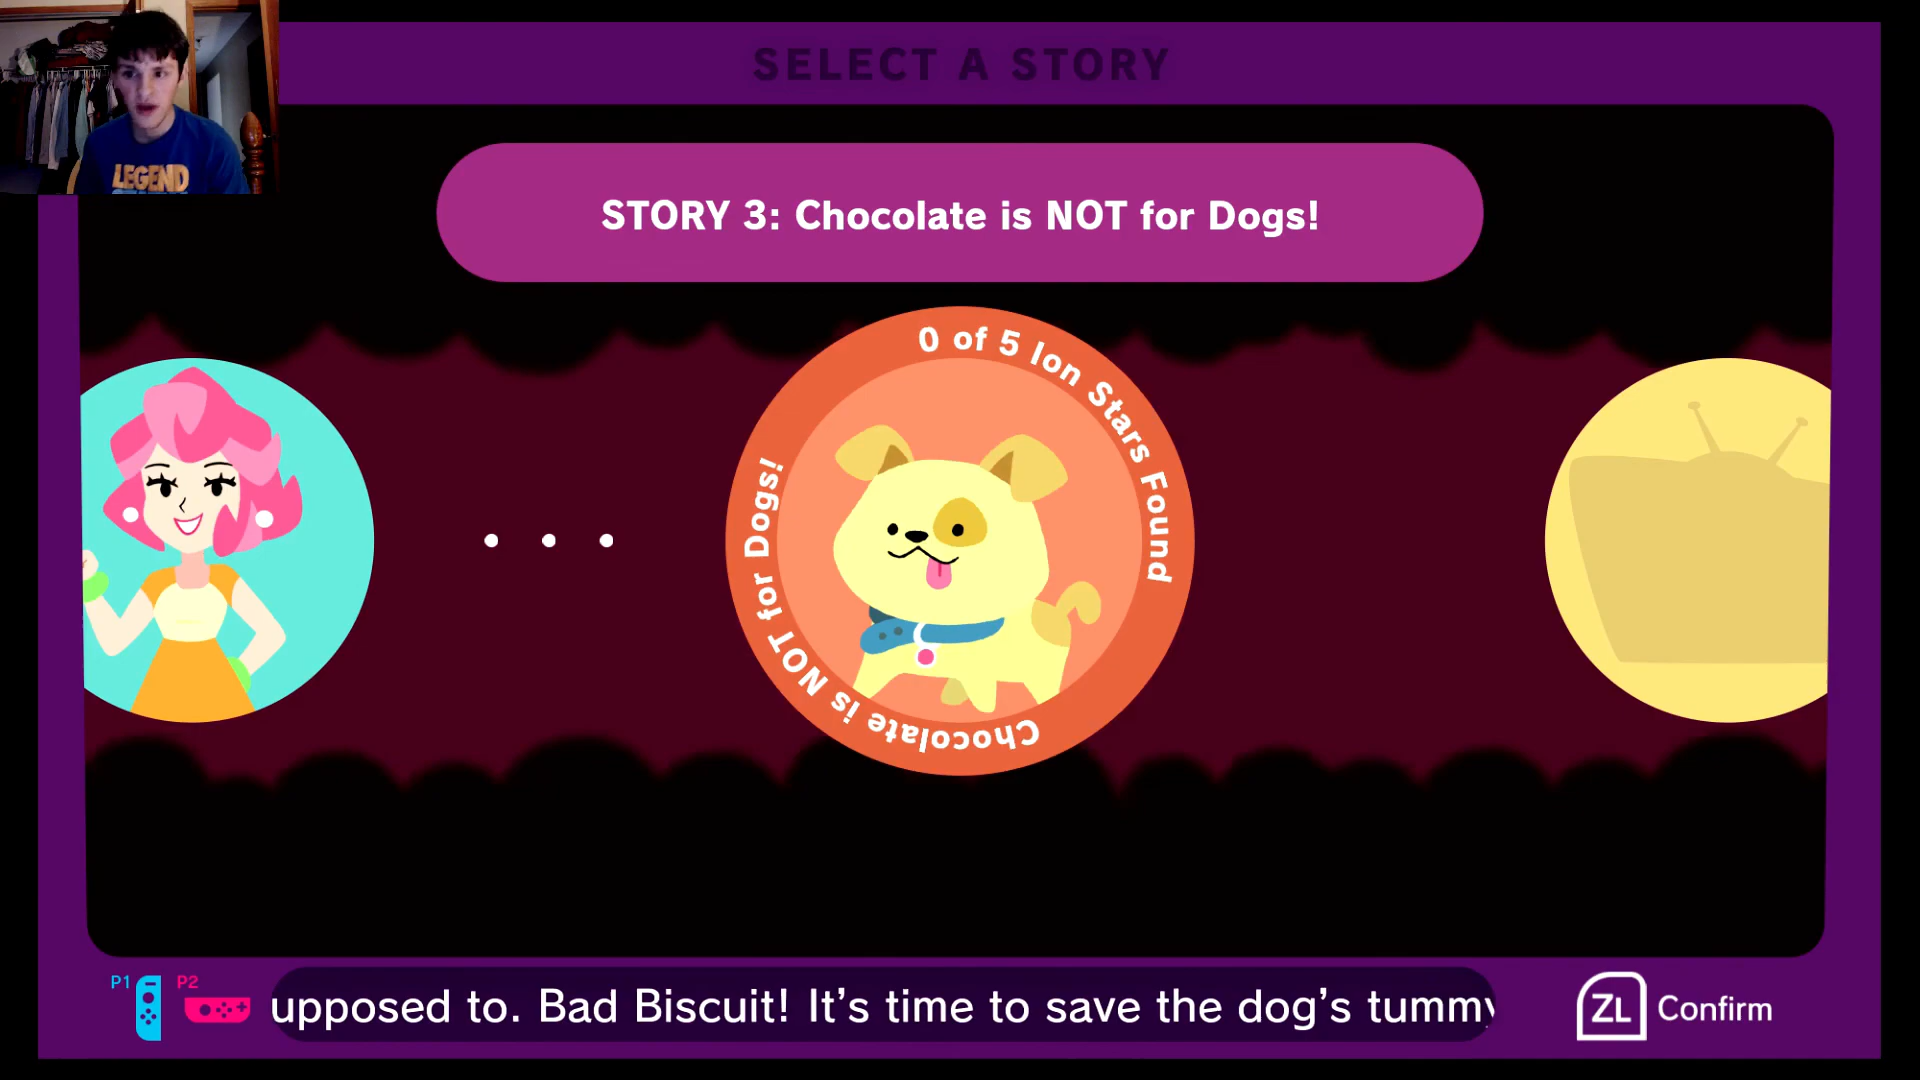 SELECT A STORY
LEGEND
STORY 3: Chocolate is NOT for Dogs!
0 of 5 Ion Stars Found
Chocolate is NOT for Dogs!
P1 P2
upposed to. Bad Biscuit! It's time to save the dog's tummy
ZL Confirm